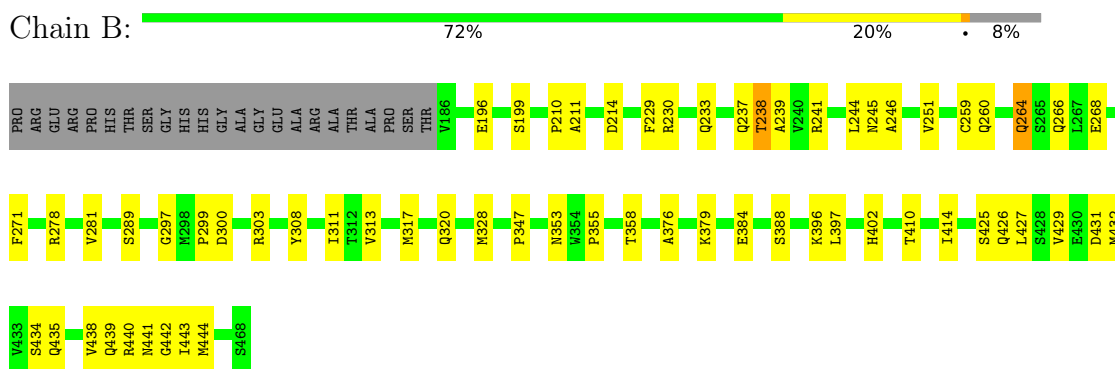 Chain B:
72% 20% • 8%
PRO ARG GLU ARG PRO HIS THR SER GLY HIS HIS GLY ALA GLY GLU ALA ARG ALA THR ALA PRO SER THR V186 E196 S199 P210 A211 D214 F229 R230 Q233 Q237 T238 A239 V240 R241 L244 N245 A246 V251 C259 Q260 Q264 S265 Q266 L267 E268
F271 R278 V281 S289 G297 M298 P299 D300 R303 Y308 I311 T312 V313 M317 Q320 M328 P347 N353 W354 P355 T358 A376 K379 E384 S388 K396 L397 H402 T410 I414 S425 Q426 L427 S428 V429 E430 D431 M432
V433 S434 Q435 V438 Q439 R440 N441 G442 I443 M444 S468